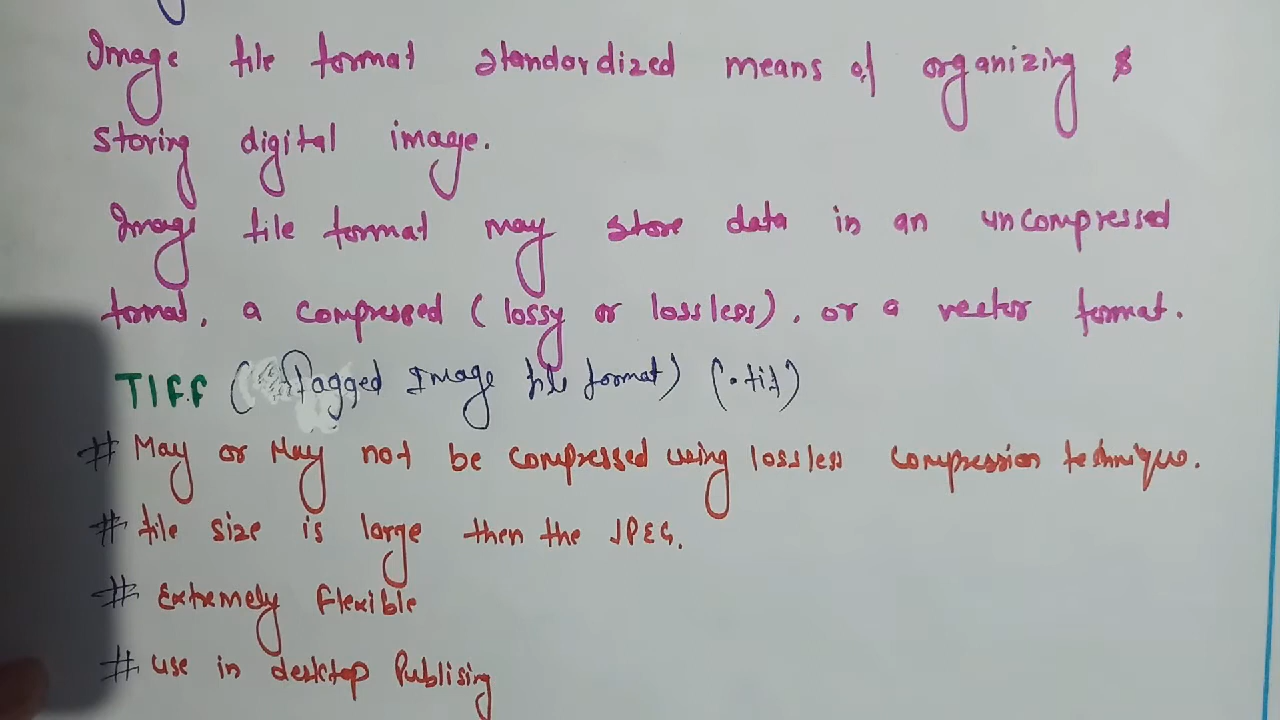 Image file format standardized means of organizing &
storing digital image.
Image file format may store data in an uncompressed
format, a compressed (lossy or lossless), or a vector format.
TIFF (Tagged Image file format) (.tif)
# May or May not be compressed using lossless compression technique.
# file size is large then the JPEG.
# Extremely Flexible
# use in desktop Publising